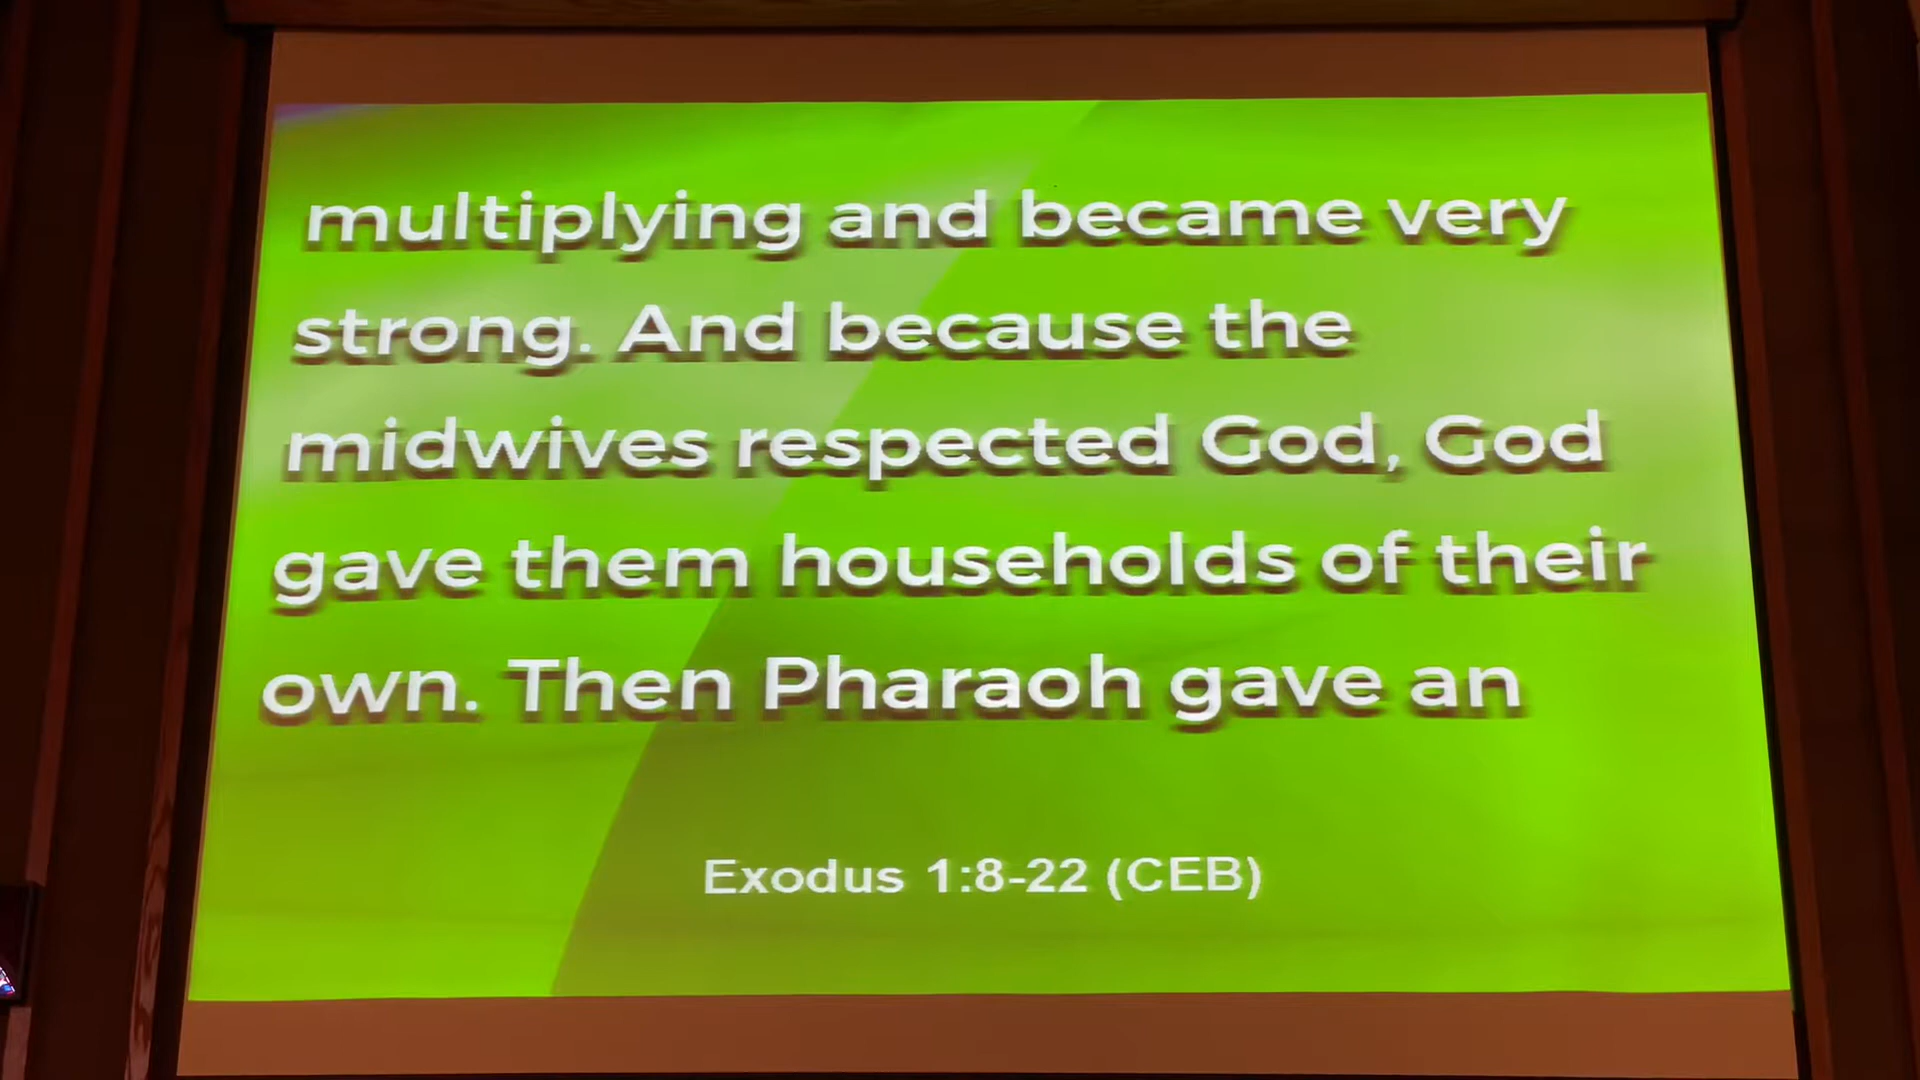 multiplying and became very
strong. And because the
midwives respected God, God
gave them households of their
own. Then Pharaoh gave an
Exodus 1:8-22 (CEB)